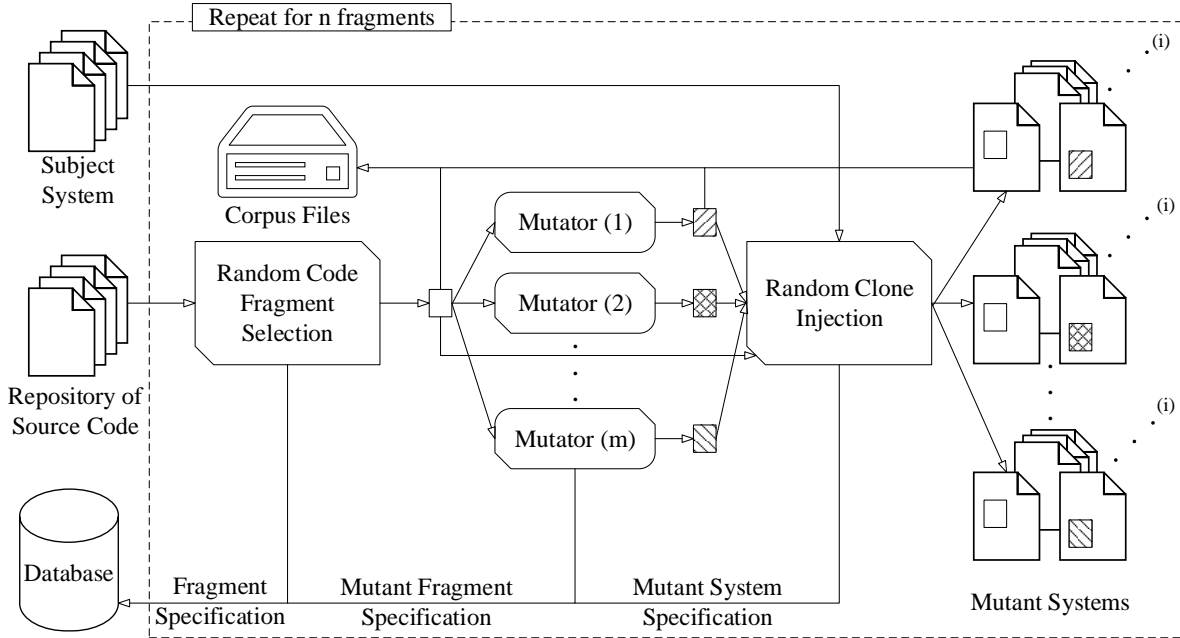 Repeat for n fragments
(i)
Subject
System
Corpus Files
Mutator (1)
(i)
Random Code
Fragment
Selection
Mutator (2)
Random Clone
Injection
Repository of
Source Code
Mutator (m)
(i)
Database
Fragment
Specification
Mutant Fragment
Specification
Mutant System
Specification
Mutant Systems